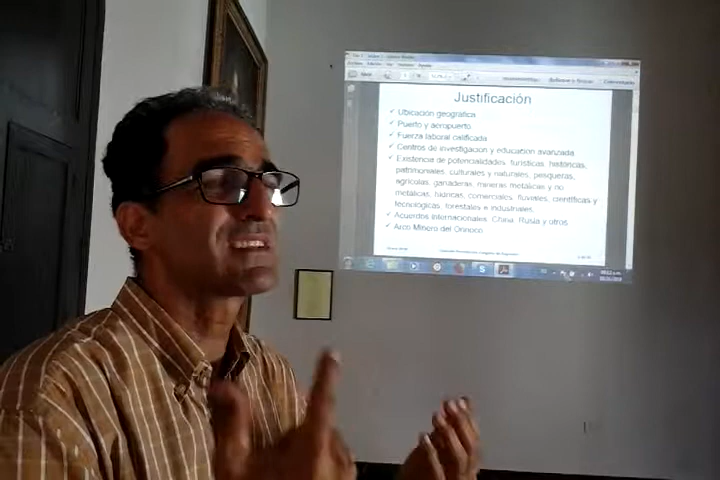 Justificación
✓ Ubicación geográfica
✓ Puerto y aeropuerto
✓ Fuerza laboral calificada
✓ Centros de investigación y educación avanzada
✓ Existencia de potencialidades turísticas, históricas,
patrimoniales, culturales y naturales, pesqueras,
agrícolas, ganaderas, mineras metálicas y no
metálicas, hídricas, comerciales, fluviales, científicas y
tecnológicas, forestales e industriales.
✓ Acuerdos internacionales: China, Rusia y otros
✓ Arco Minero del Orinoco